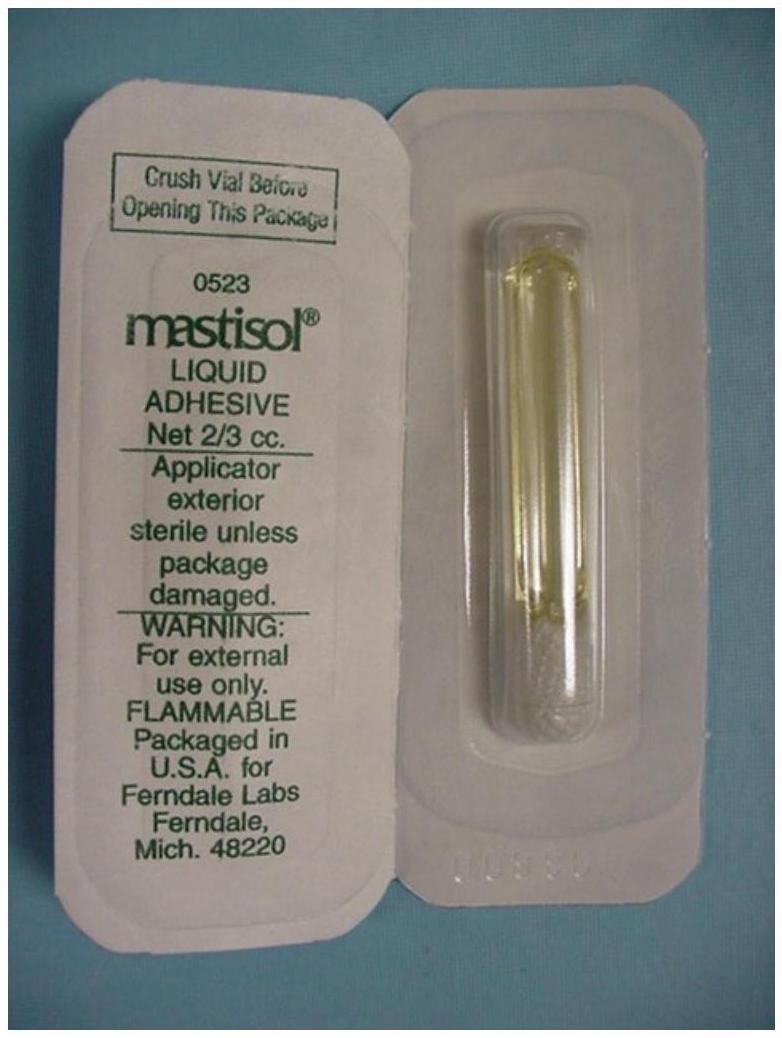 Crush Vial Before
Opening This Package
0523
mastisol®
LIQUID
ADHESIVE
Net 2/3 cc.
Applicator
exterior
sterile unless
package
damaged.
WARNING:
For external
use only.
FLAMMABLE
Packaged in
U.S.A. for
Ferndale Labs
Ferndale,
Mich. 48220